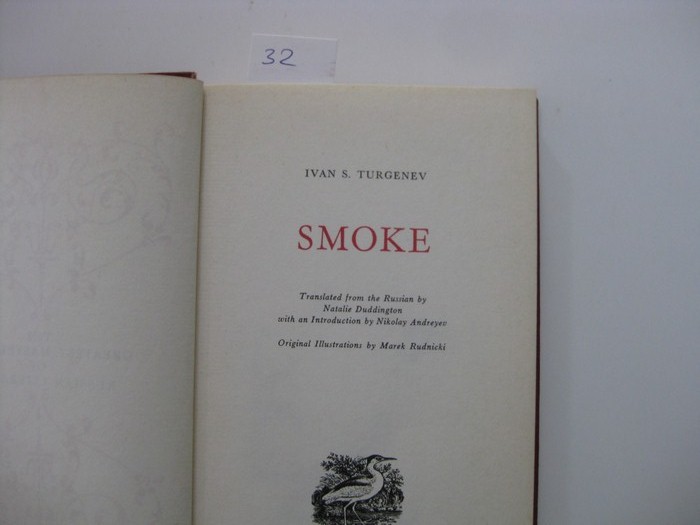 32
IVAN S. TURGENEV
SMOKE
Translated from the Russian by
Natalie Duddington
with an Introduction by Nikolay Andreyev
Original Illustrations by Marek Rudnicki